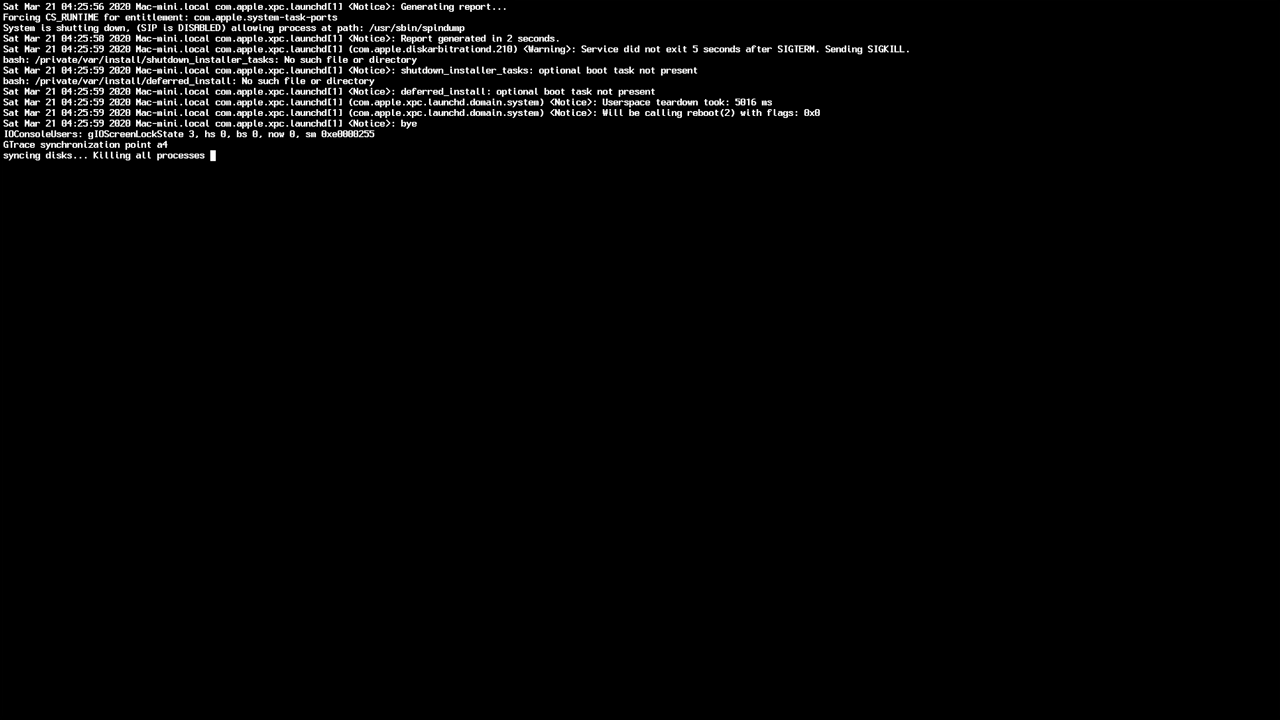 Sat Mar 21 04:25:56 2020 Mac-mini.local com.apple.xpc.launchd[1] <Notice>: Generating report...
Forcing CS_RUNTIME for entitlement: com.apple.system-task-ports
System is shutting down, (SIP is DISABLED) allowing process at path: /usr/sbin/spindump
Sat Mar 21 04:25:58 2020 Mac-mini.local com.apple.xpc.launchd[1] <Notice>: Report generated in 2 seconds.
Sat Mar 21 04:25:59 2020 Mac-mini.local com.apple.xpc.launchd[1] (com.apple.diskarbitrationd.210) <Warning>: Service did not exit 5 seconds after SIGTERM. Sending SIGKILL.
bash: /private/var/install/shutdown_installer_tasks: No such file or directory
Sat Mar 21 04:25:59 2020 Mac-mini.local com.apple.xpc.launchd[1] <Notice>: shutdown_installer_tasks: optional boot task not present
bash: /private/var/install/deferred_install: No such file or directory
Sat Mar 21 04:25:59 2020 Mac-mini.local com.apple.xpc.launchd[1] <Notice>: deferred_install: optional boot task not present
Sat Mar 21 04:25:59 2020 Mac-mini.local com.apple.xpc.launchd[1] (com.apple.xpc.launchd.domain.system) <Notice>: Userspace teardown took: 5016 ms
Sat Mar 21 04:25:59 2020 Mac-mini.local com.apple.xpc.launchd[1] (com.apple.xpc.launchd.domain.system) <Notice>: Will be calling reboot(2) with flags: 0x0
Sat Mar 21 04:25:59 2020 Mac-mini.local com.apple.xpc.launchd[1] <Notice>: bye
IOConsoleUsers: gIOScreenLockState 3, hs 0, bs 0, now 0, sm 0xe0000255
GTrace synchronization point a4
syncing disks... Killing all processes